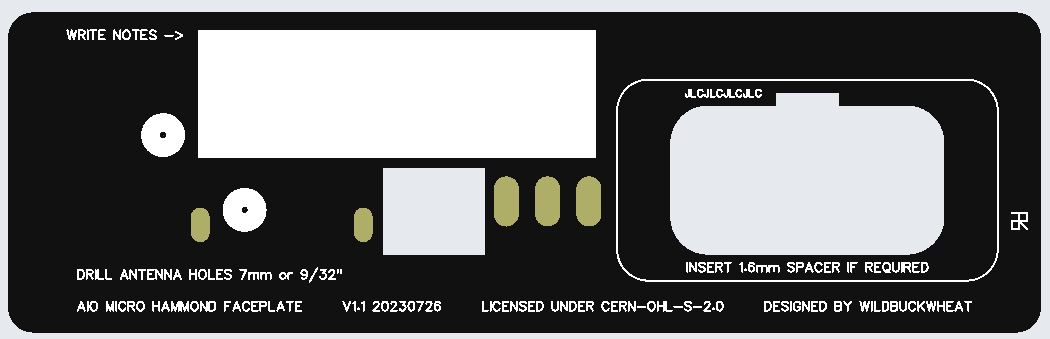 WRITE NOTES ->
JLCJLCJLCJLC
INSERT 1.6mm SPACER IF REQUIRED
DRILL ANTENNA HOLES 7mm or 9/32"
AIO MICRO HAMMOND FACEPLATE V1.1 20230726 LICENSED UNDER CERN-OHL-S-2.0 DESIGNED BY WILDBUCKWHEAT